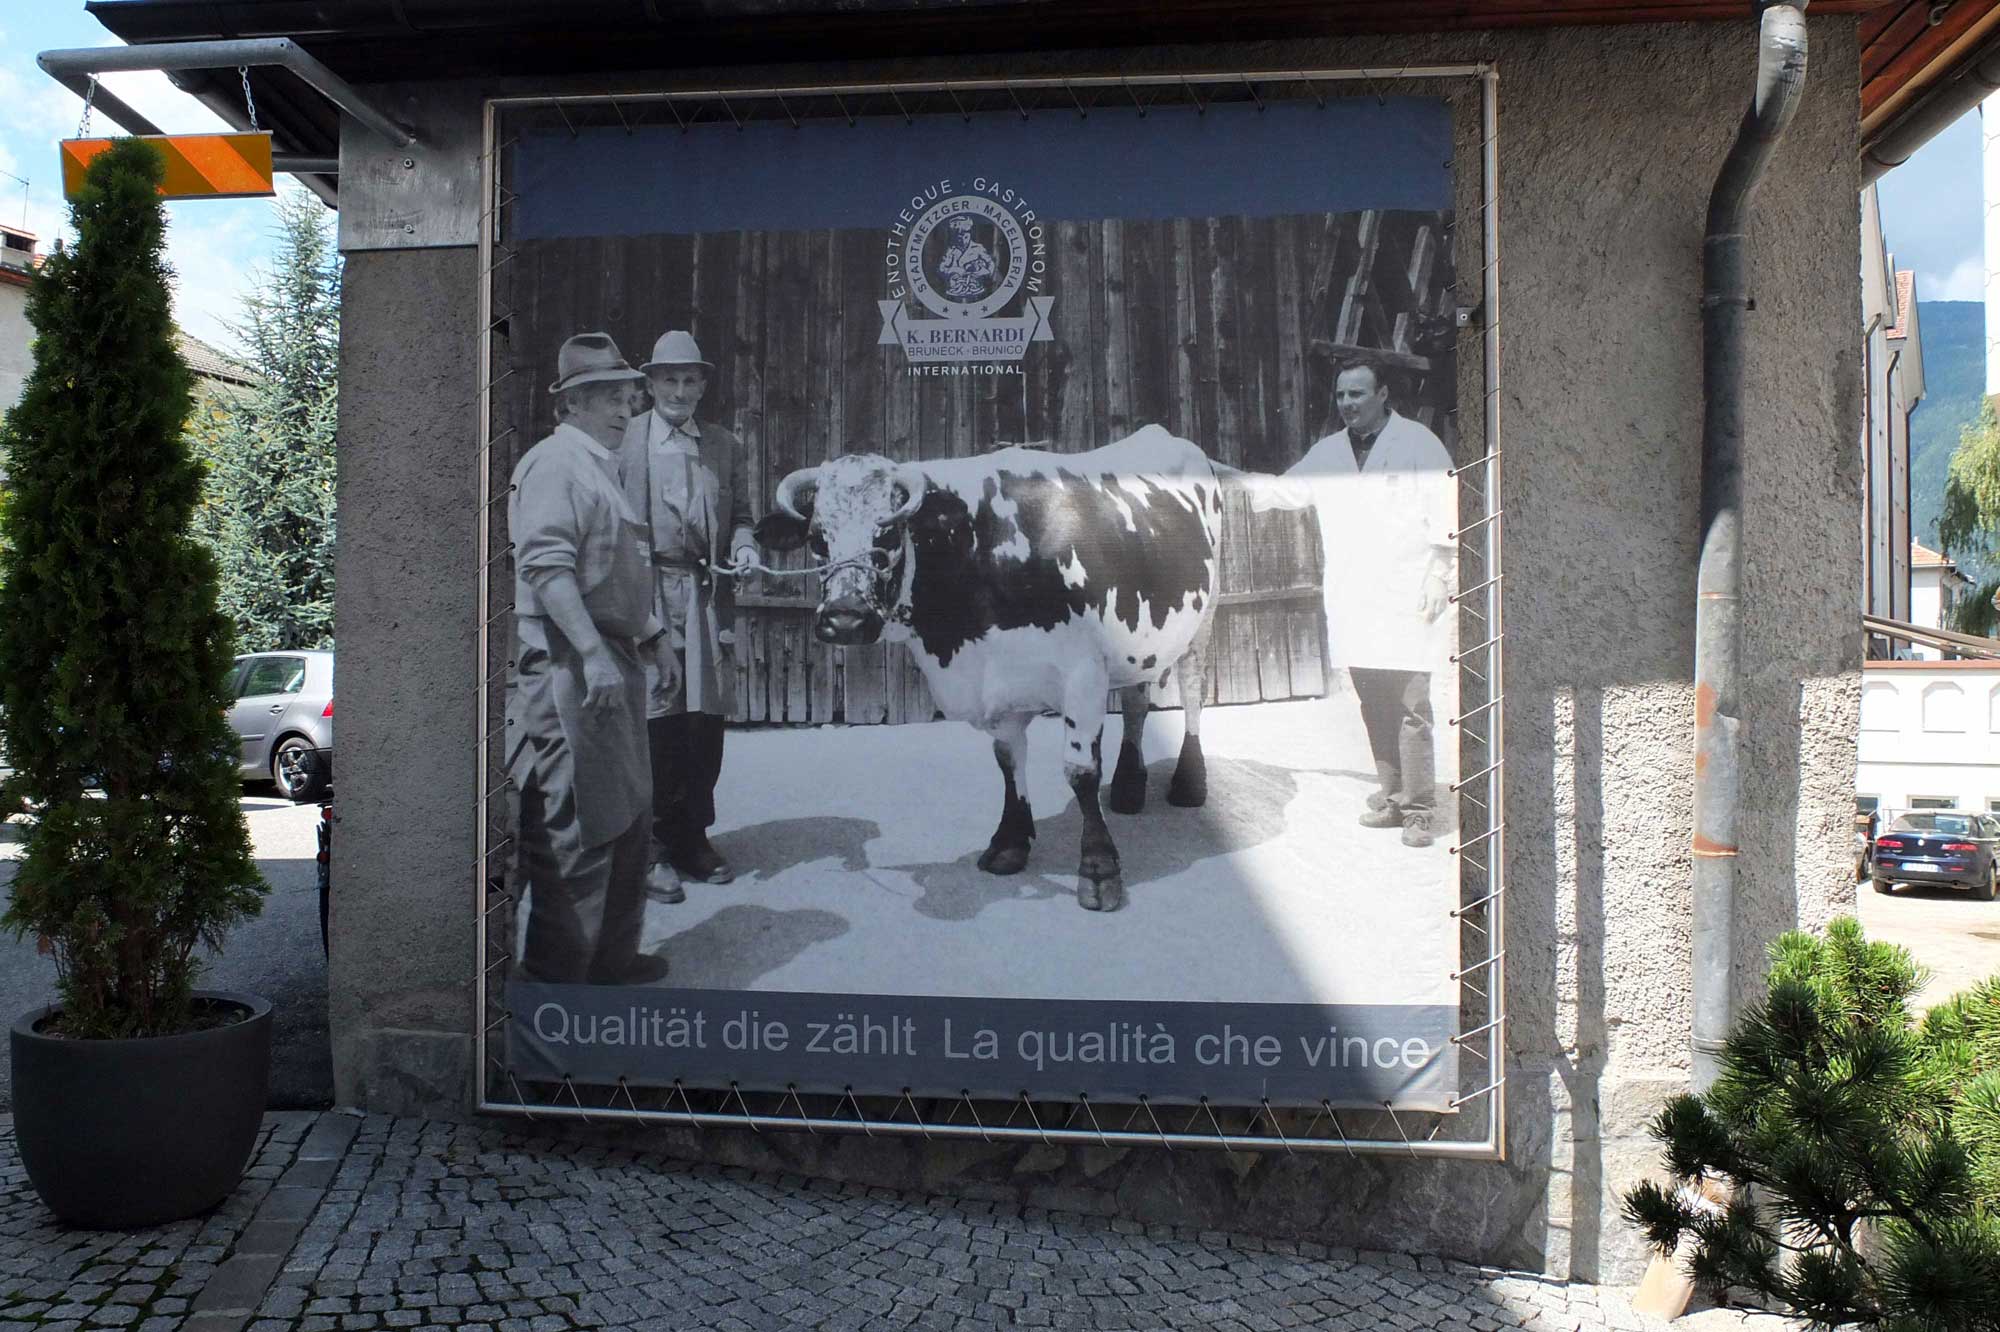 ENOTHEQUE · GASTRONOM
STADTMETZGER · MACELLERIA
K. BERNARDI
BRUNECK - BRUNICO
INTERNATIONAL
Qualität die zählt La qualità che vince